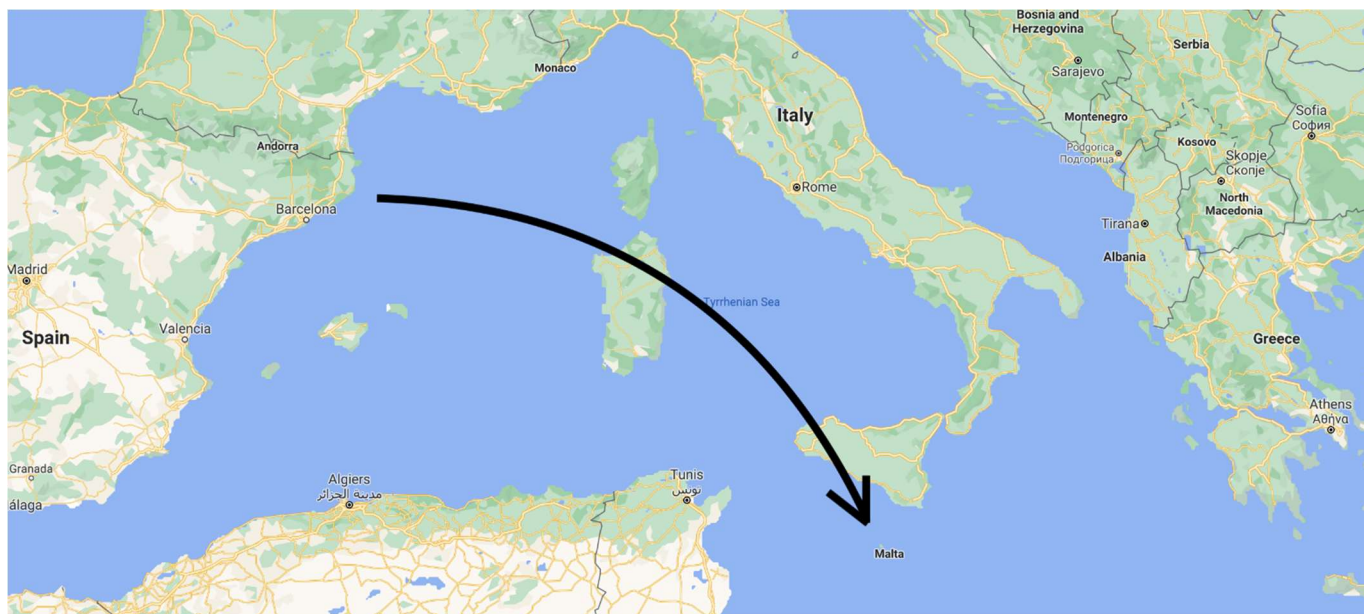 Bosnia and
Herzegovina
Serbia
Monaco
Sarajevo
Italy
Sofia
София
Montenegro
Andorra
Kosovo
Podgorica
Подгорица
Skopje
Скопје
Rome
North
Macedonia
Barcelona
Tirana
Albania
Madrid
Tyrrhenian Sea
Valencia
Spain
Greece
Athens
Αθήνα
Granada
Algiers
مدينة الجزائر
Tunis
تونس
álaga
Malta